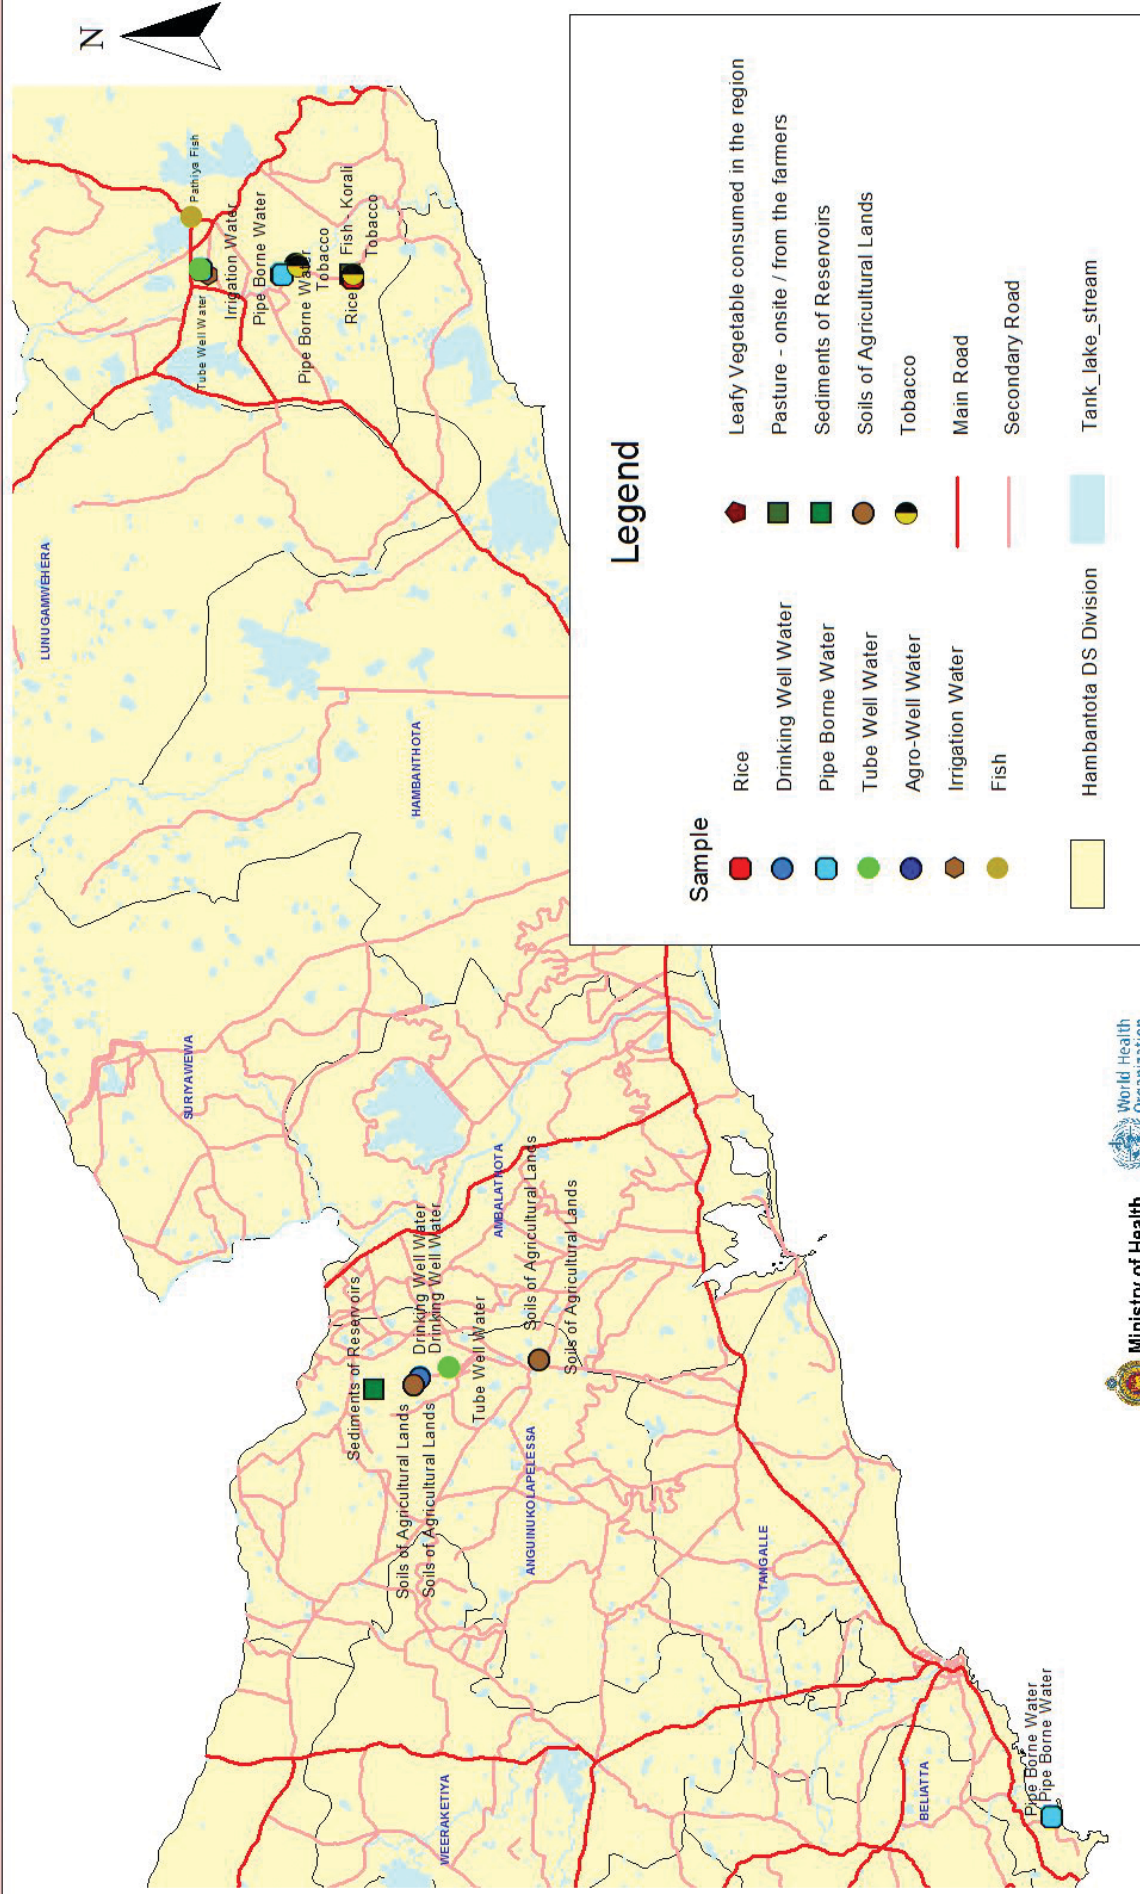 N
LUNUGAMWEHERA
Pathiya Fish
Tube Well Water
Irrigation Water
Pipe Borne Water
Pipe Borne Water
Tobacco
Fish - Korali
Rice
Tobacco
HAMBANTHOTA
SURIYAWEWA
Sediments of Reservoirs
Drinking Well Water
Drinking Well Water
Soils of Agricultural Lands
Soils of Agricultural Lands
Tube Well Water
AMBALATHOTA
Soils of Agricultural Lands
Soils of Agricultural Lands
ANGUINUKOLAPELESSA
WEERAKETIYA
TANGALLE
BELIATTA
Pipe Borne Water
Pipe Borne Water
Legend
Sample
Rice
Drinking Well Water
Pipe Borne Water
Tube Well Water
Agro-Well Water
Irrigation Water
Fish
Hambantota DS Division
Leafy Vegetable consumed in the region
Pasture - onsite / from the farmers
Sediments of Reservoirs
Soils of Agricultural Lands
Tobacco
Main Road
Secondary Road
Tank_lake_stream
Ministry of Health
World Health
Organization